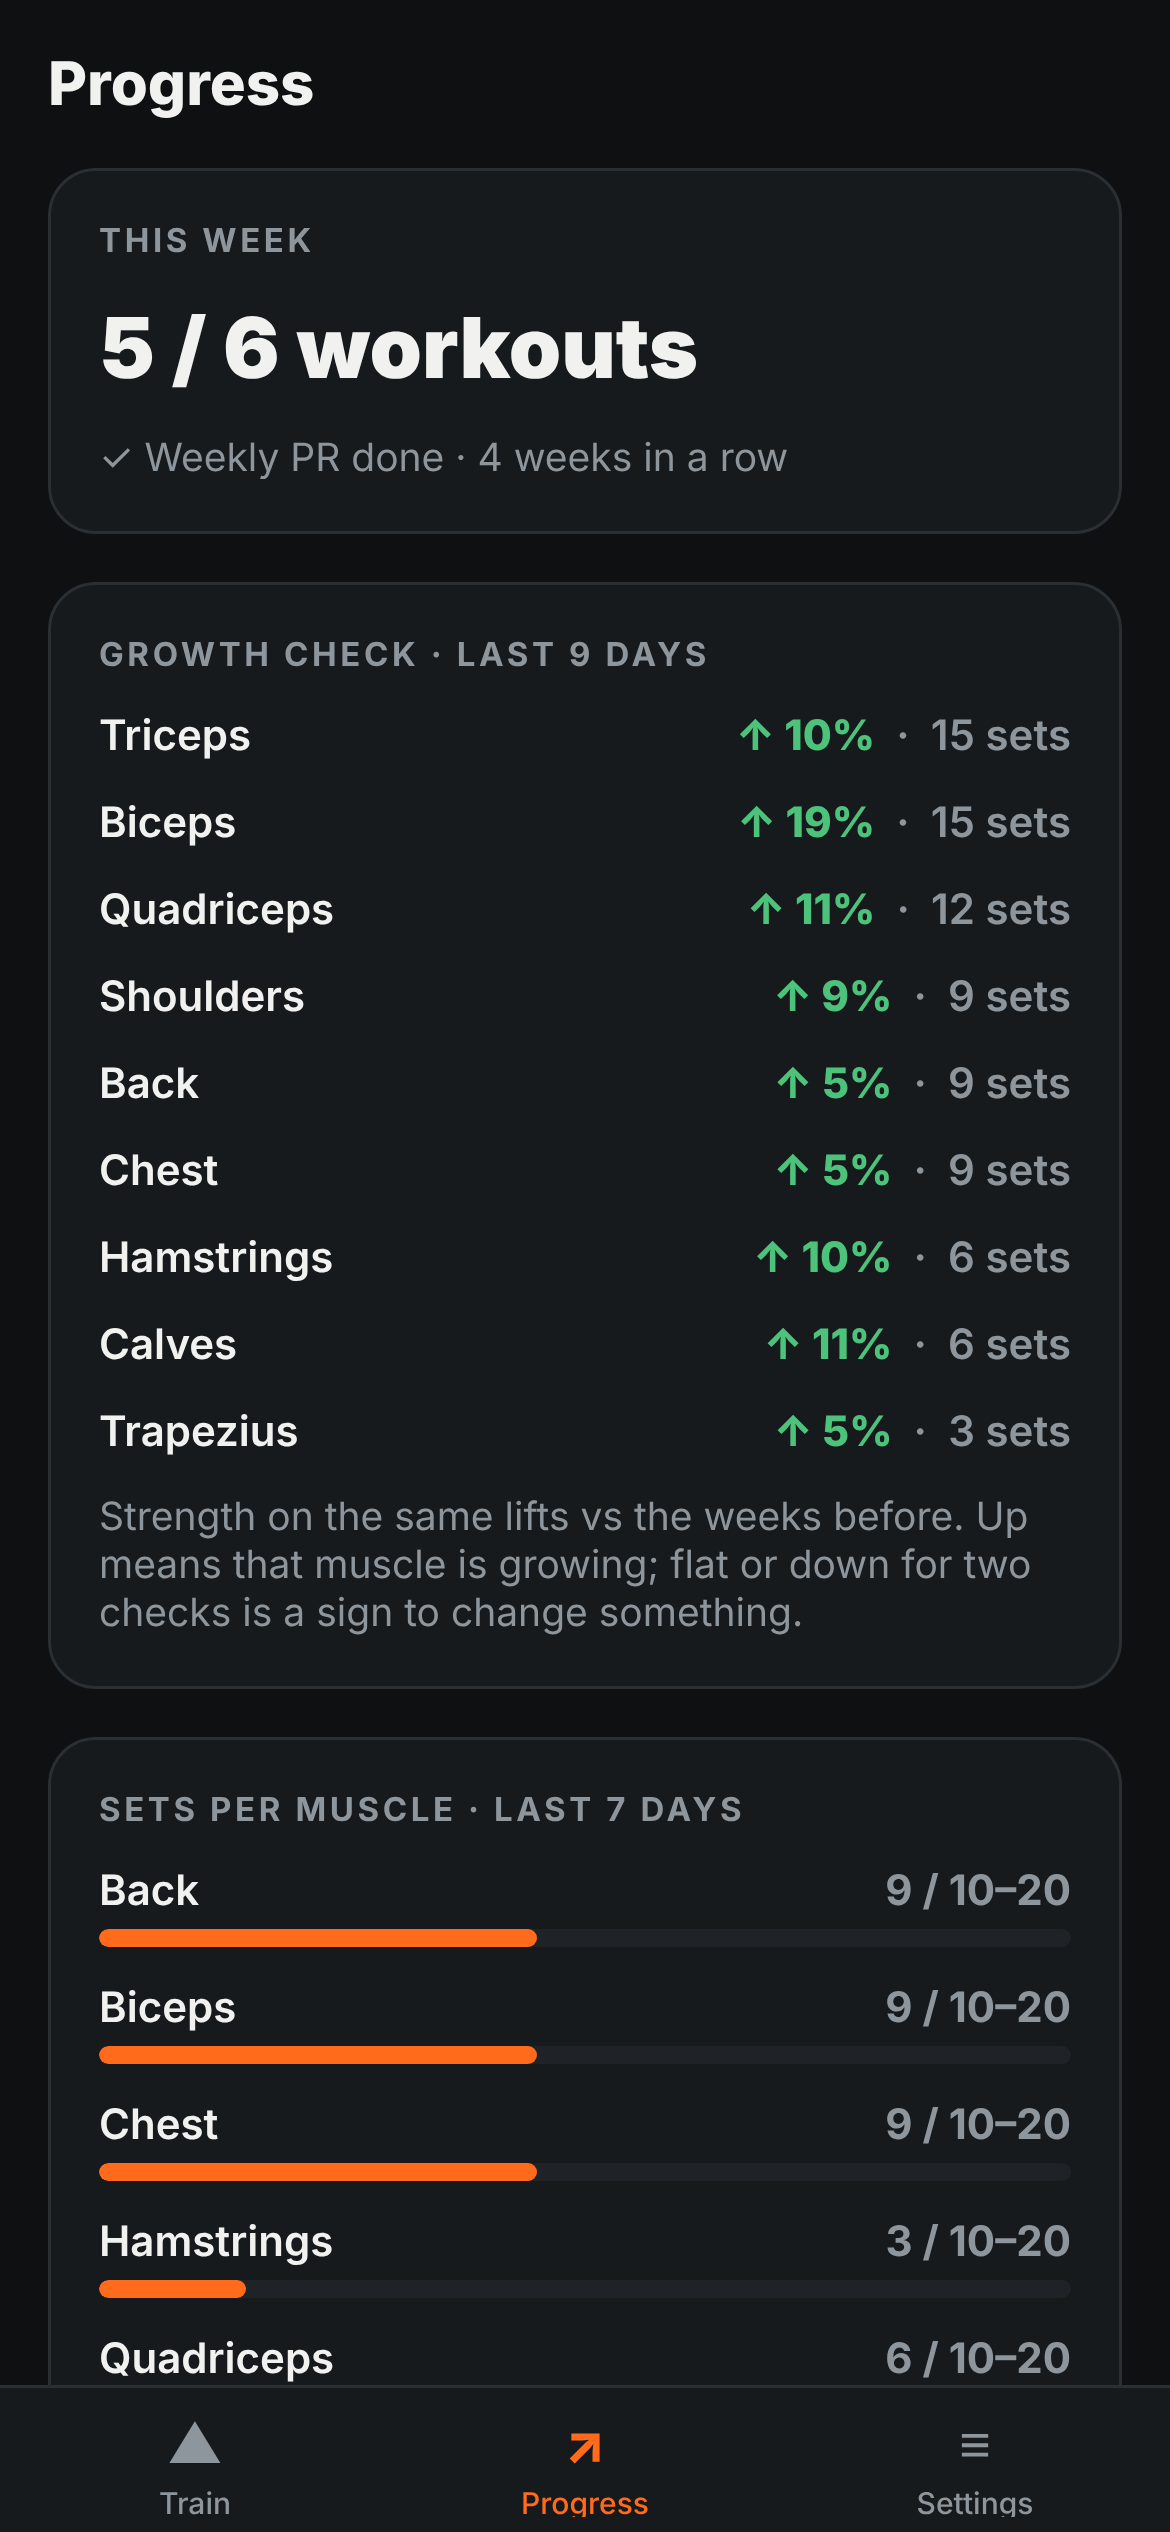 Progress
THIS WEEK
5 / 6 workouts
✓ Weekly PR done · 4 weeks in a row
GROWTH CHECK · LAST 9 DAYS
Triceps ↑ 10% · 15 sets
Biceps ↑ 19% · 15 sets
Quadriceps ↑ 11% · 12 sets
Shoulders ↑ 9% · 9 sets
Back ↑ 5% · 9 sets
Chest ↑ 5% · 9 sets
Hamstrings ↑ 10% · 6 sets
Calves ↑ 11% · 6 sets
Trapezius ↑ 5% · 3 sets
Strength on the same lifts vs the weeks before. Up
means that muscle is growing; flat or down for two
checks is a sign to change something.
SETS PER MUSCLE · LAST 7 DAYS
Back 9 / 10–20
Biceps 9 / 10–20
Chest 9 / 10–20
Hamstrings 3 / 10–20
Quadriceps 6 / 10–20
Train Progress Settings